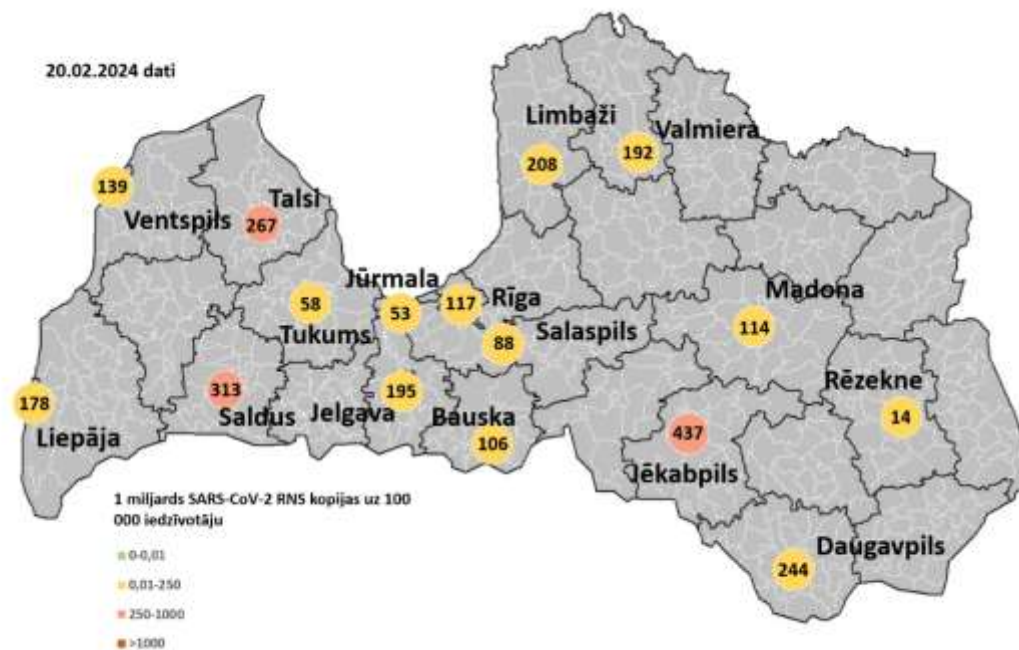 20.02.2024 dati
Limbaži
Valmiera
208
192
139
Ventspils
Talsi
267
Jūrmala
58
Tukums
53
117
Rīga
88
Salaspils
Madona
114
313
Saldus
178
Liepāja
Jelgava
195
Bauska
106
Rēzekne
14
437
Jēkabpils
244
Daugavpils
1 miljards SARS-CoV-2 RNS kopijas uz 100
000 iedzīvotāju
0-0,01
0,01-250
250-1000
>1000